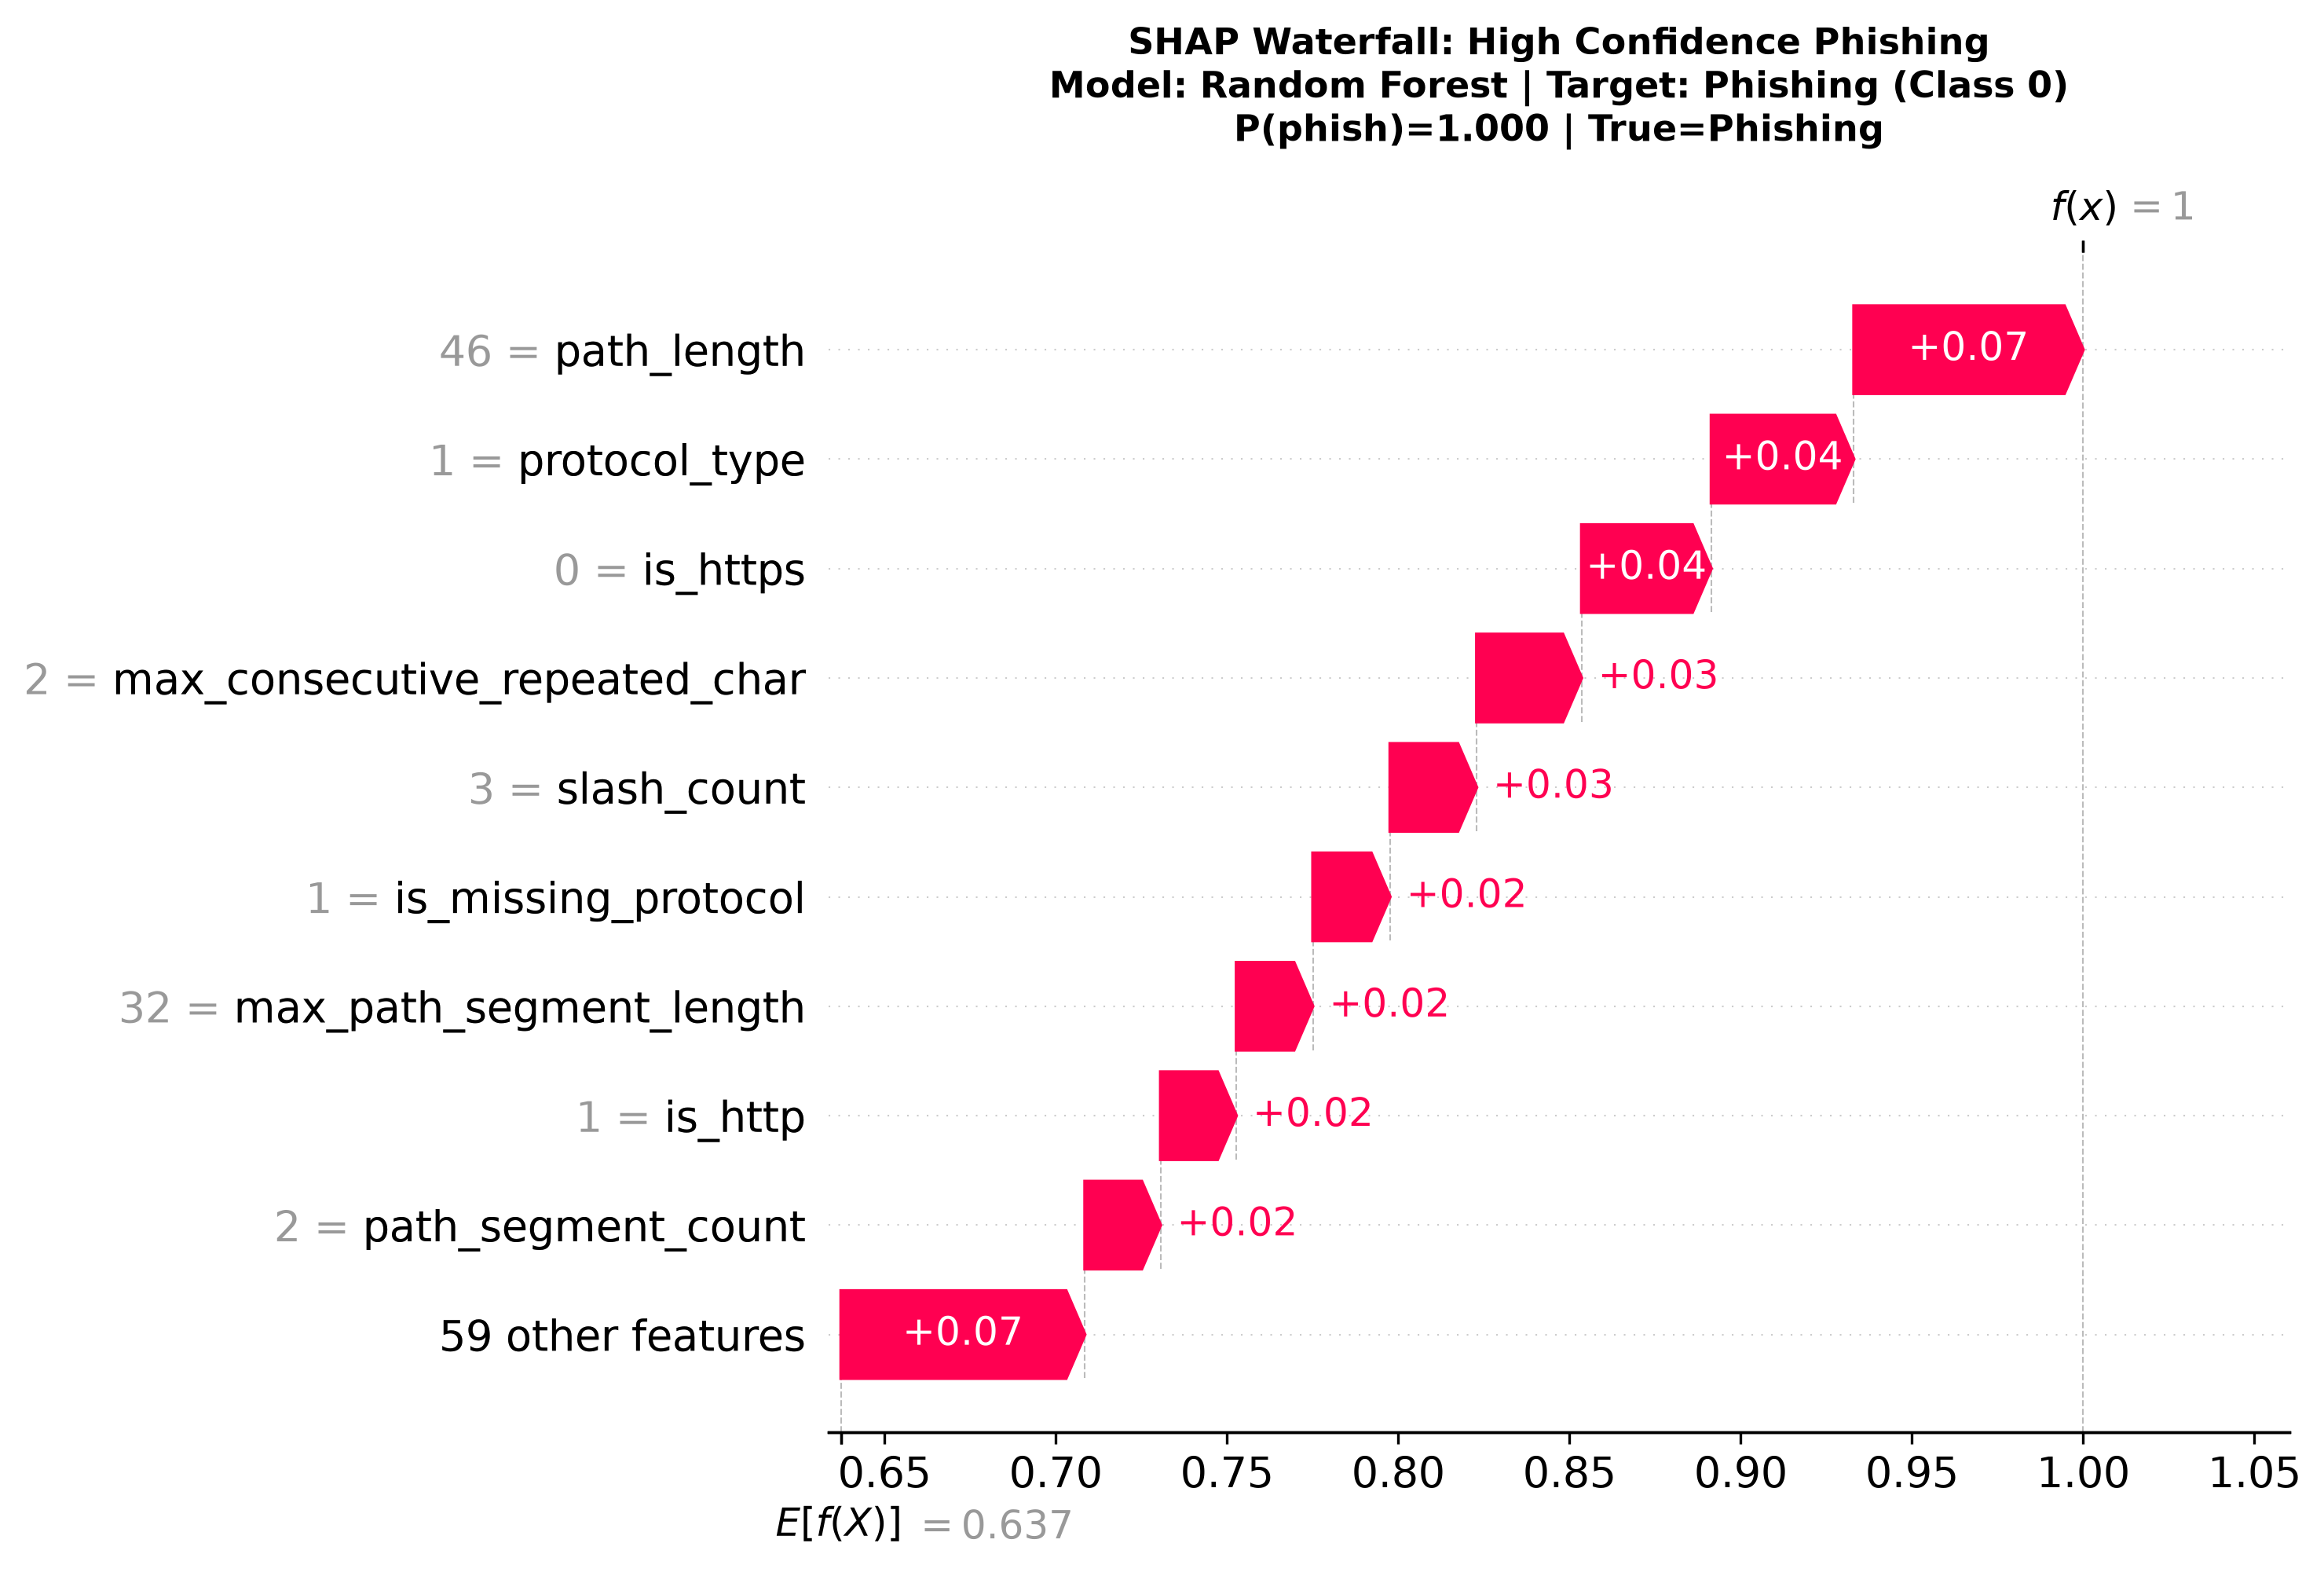 SHAP Waterfall: High Confidence Phishing
Model: Random Forest | Target: Phishing (Class 0)
P(phish)=1.000 | True=Phishing
f(x) = 1
46 = path_length
+0.07
1 = protocol_type
+0.04
0 = is_https
+0.04
2 = max_consecutive_repeated_char
+0.03
3 = slash_count
+0.03
1 = is_missing_protocol
+0.02
32 = max_path_segment_length
+0.02
1 = is_http
+0.02
2 = path_segment_count
+0.02
59 other features
+0.07
0.65 0.70 0.75 0.80 0.85 0.90 0.95 1.00 1.05
E[f(X)] = 0.637